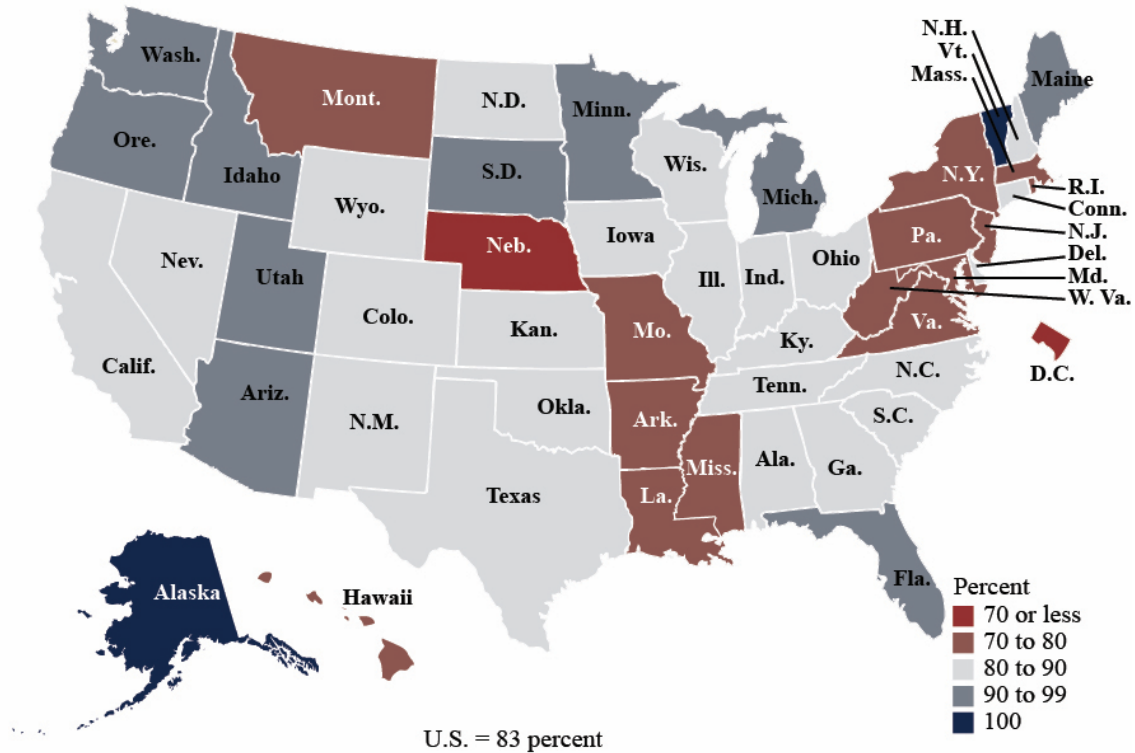 N.H.
Vt.
Mass.
Maine
Wash.
Mont.
N.D.
Minn.
Ore.
Idaho
S.D.
Wis.
Mich.
N.Y.
R.I.
Conn.
N.J.
Del.
Md.
W. Va.
Wyo.
Neb.
Iowa
Pa.
Ohio
Ill.
Ind.
Nev.
Utah
Colo.
Kan.
Mo.
Ky.
Va.
D.C.
Calif.
Ariz.
N.M.
Okla.
Ark.
Tenn.
N.C.
S.C.
Texas
La.
Miss.
Ala.
Ga.
Fla.
Alaska
Hawaii
Percent
70 or less
70 to 80
80 to 90
90 to 99
100
U.S. = 83 percent